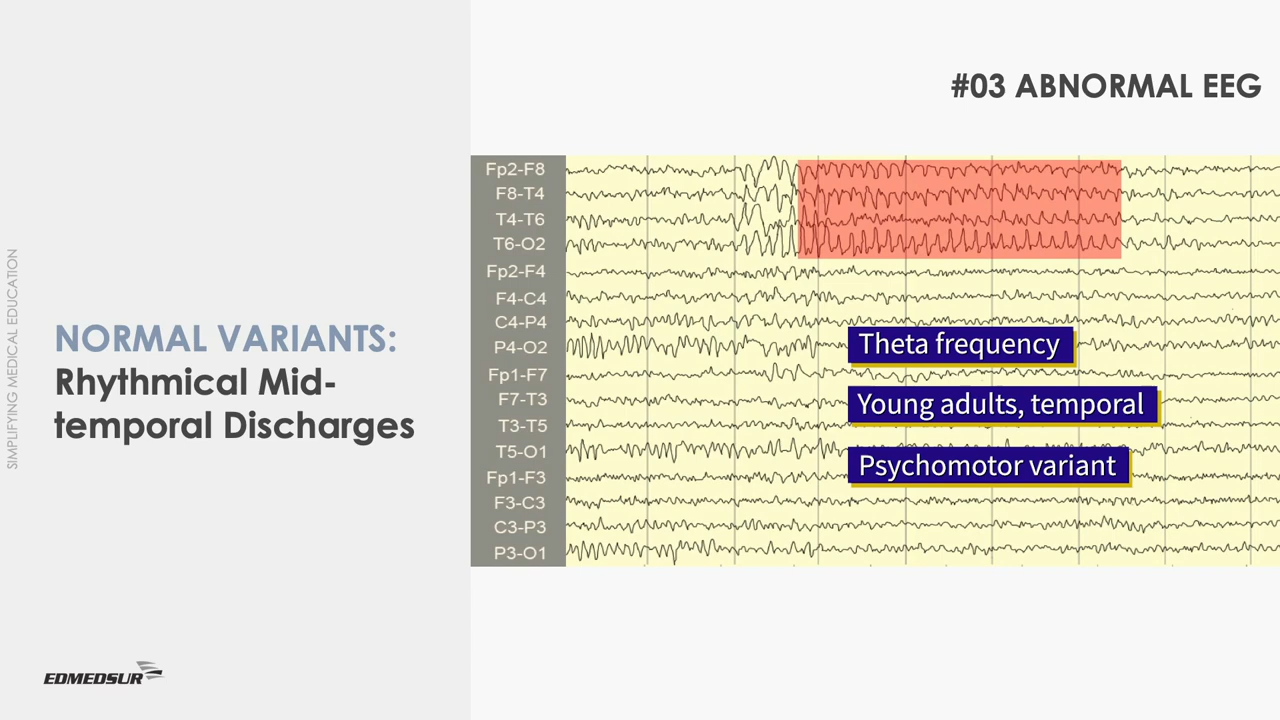 SIMPLIFYING MEDICAL EDUCATION
NORMAL VARIANTS:
Rhythmical Mid-
temporal Discharges
EDMEDSUR
#03 ABNORMAL EEG
Fp2-F8
F8-T4
T4-T6
T6-O2
Fp2-F4
F4-C4
C4-P4
P4-O2
Fp1-F7
F7-T3
T3-T5
T5-O1
Fp1-F3
F3-C3
C3-P3
P3-O1
Theta frequency
Young adults, temporal
Psychomotor variant